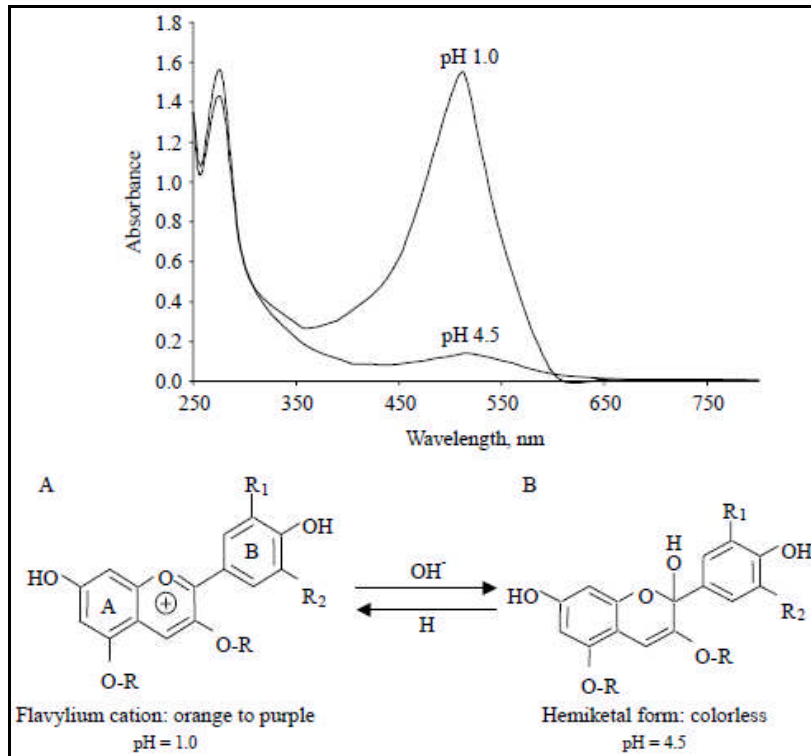 1.8
1.6
1.4
1.2
1.0
0.8
0.6
0.4
0.2
0.0
Absorbance
pH 1.0
pH 4.5
250 350 450 550 650 750
Wavelength, nm
A
B
R1
OH
B
HO
O
A
+
R2
O-R
O-R
OH-
H
R1
OH
H
O
O
HO
R2
O-R
O-R
Flavylium cation: orange to purple
pH = 1.0
Hemiketal form: colorless
pH = 4.5